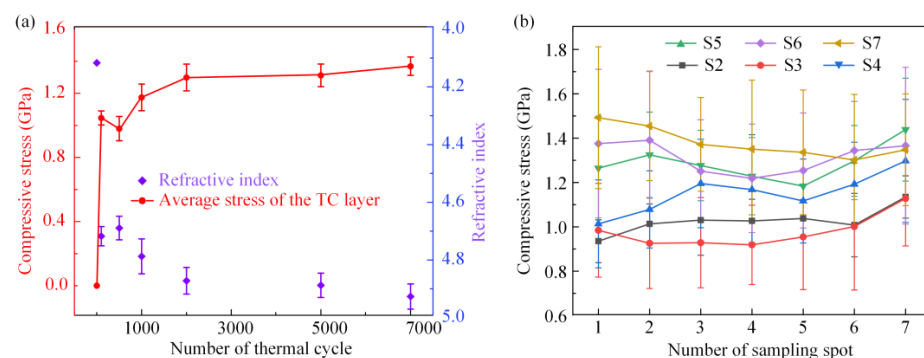 (a)
1.6
1.2
0.8
0.4
0.0
Compressive stress (GPa)
4.0
4.2
4.4
4.6
4.8
5.0
Refractive index
Refractive index
Average stress of the TC layer
1000
3000
5000
7000
Number of thermal cycle
(b)
1.8
1.6
1.4
1.2
1.0
0.8
0.6
Compressive stress (GPa)
S5 S6 S7
S2 S3 S4
1 2 3 4 5 6 7
Number of sampling spot